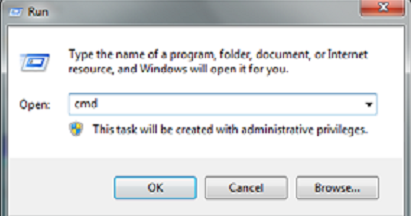 Run
Type the name of a program, folder, document, or Internet
resource, and Windows will open it for you.
Open: cmd
This task will be created with administrative privileges.
OK Cancel Browse...